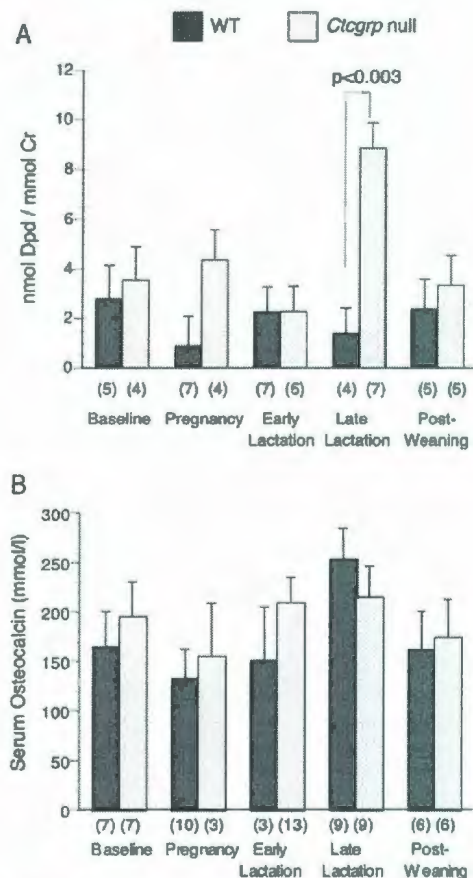 WT Ctcgrp null
A
p<0.003
12
10
8
6
4
2
0
nmol Dpd / mmol Cr
(5) (4) (7) (4) (7) (5) (4) (7) (5) (5)
Baseline Pregnancy Early Late Post-
Lactation Lactation Weaning
B
300
250
200
150
100
50
0
Serum Osteocalcin (mmol/l)
(7) (7) (10) (3) (3) (13) (9) (9) (6) (6)
Baseline Pregnancy Early Late Post-
Lactation Lactation Weaning